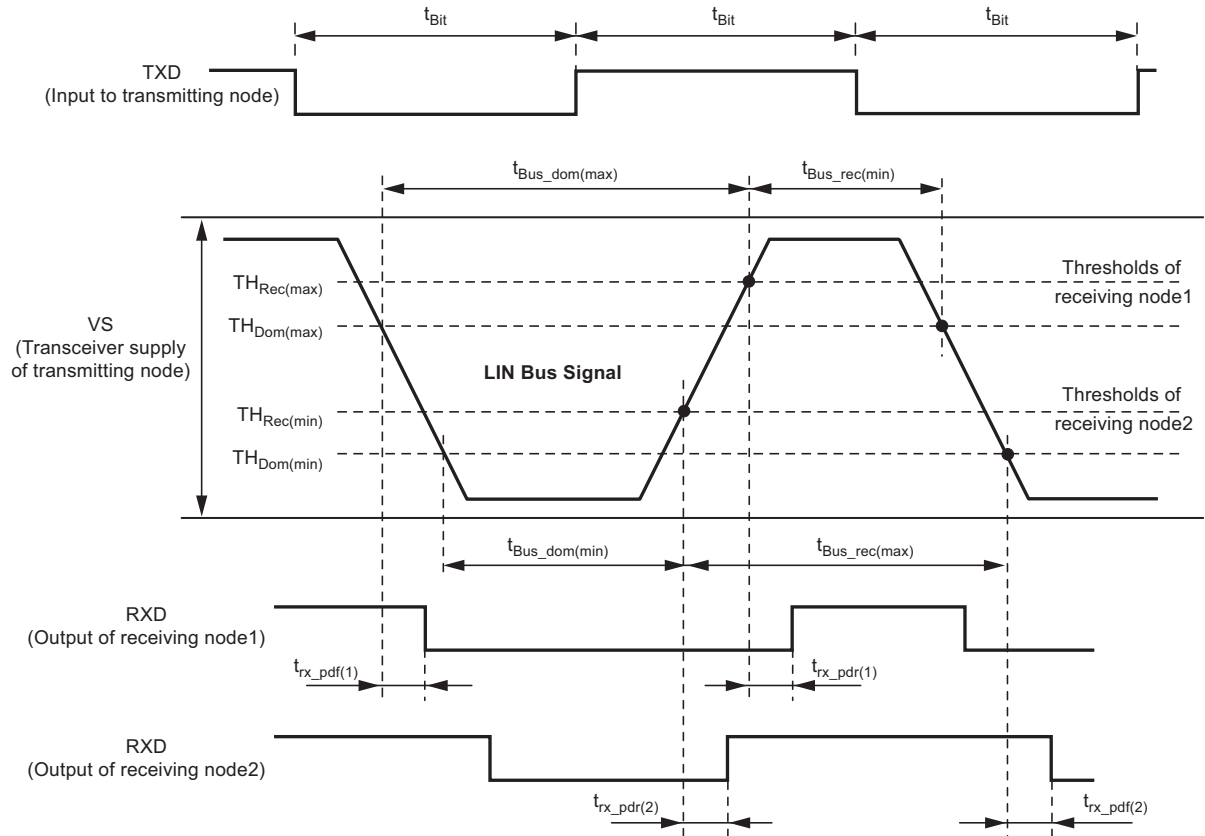 tBit
tBit
tBit
TXD
(Input to transmitting node)
tBus_dom(max)
tBus_rec(min)
THRec(max)
Thresholds of
receiving node1
THDom(max)
VS
(Transceiver supply
of transmitting node)
LIN Bus Signal
THRec(min)
Thresholds of
receiving node2
THDom(min)
tBus_dom(min)
tBus_rec(max)
RXD
(Output of receiving node1)
trx_pdf(1)
trx_pdr(1)
RXD
(Output of receiving node2)
trx_pdr(2)
trx_pdf(2)